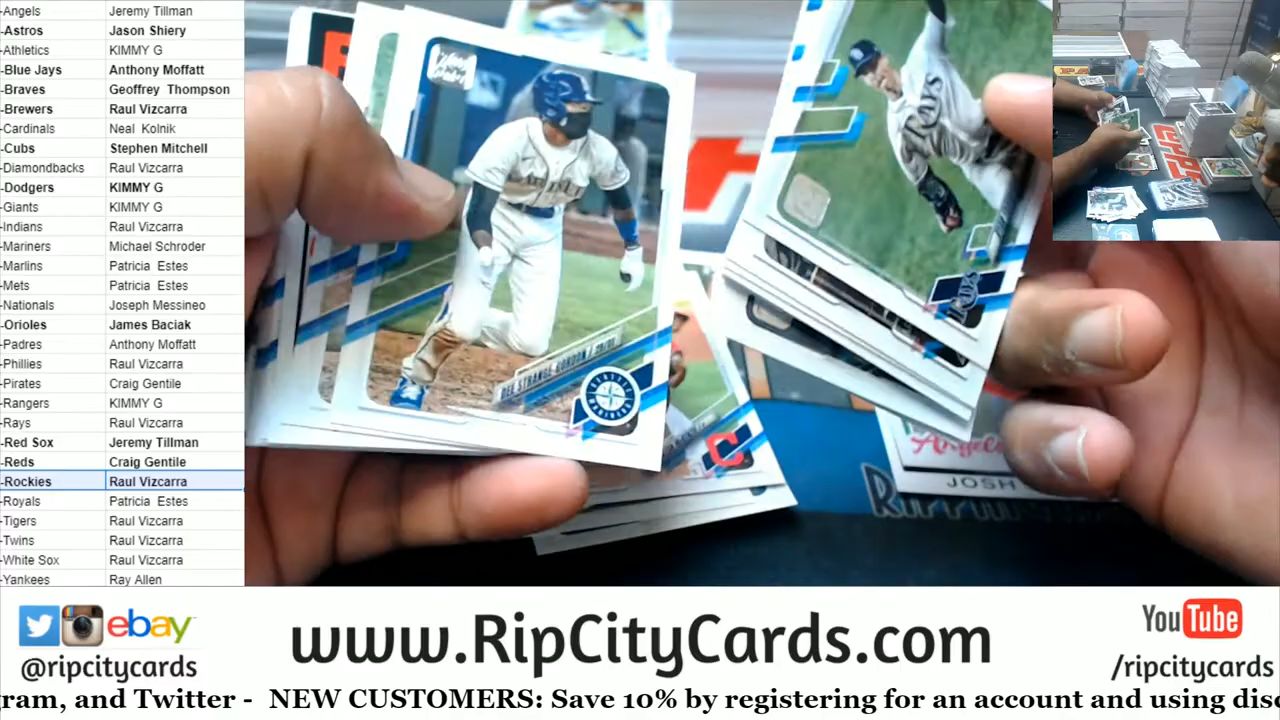 -Angels Jeremy Tillman
-Astros Jason Shiery
-Athletics KIMMY G
-Blue Jays Anthony Moffatt
-Braves Geoffrey Thompson
-Brewers Raul Vizcarra
-Cardinals Neal Kolnik
-Cubs Stephen Mitchell
-Diamondbacks Raul Vizcarra
-Dodgers KIMMY G
-Giants KIMMY G
-Indians Raul Vizcarra
-Mariners Michael Schroder
-Marlins Patricia Estes
-Mets Patricia Estes
-Nationals Joseph Messineo
-Orioles James Baciak
-Padres Anthony Moffatt
-Phillies Raul Vizcarra
-Pirates Craig Gentile
-Rangers KIMMY G
-Rays Raul Vizcarra
-Red Sox Jeremy Tillman
-Reds Craig Gentile
-Rockies Raul Vizcarra
-Royals Patricia Estes
-Tigers Raul Vizcarra
-Twins Raul Vizcarra
-White Sox Raul Vizcarra
-Yankees Ray Allen
DEE STRANGE-GORDON
Angels
JOSH
ebay
@ripcitycards
www.RipCityCards.com
YouTube
/ripcitycards
gram, and Twitter - NEW CUSTOMERS: Save 10% by registering for an account and using disc